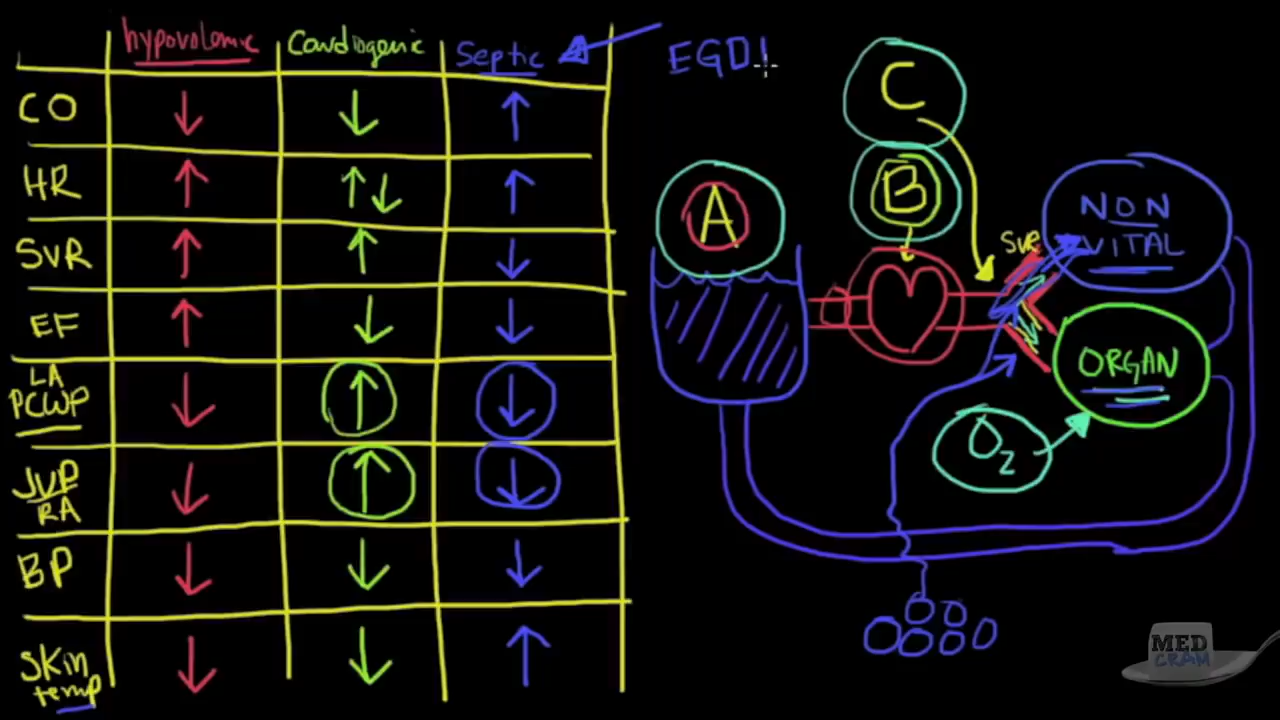 hypovolemic Cardiogenic Septic
CO ↓ ↓ ↑
HR ↑ ↑↓ ↑
SVR ↑ ↑ ↓
EF ↑ ↓ ↓
LA
PCWP ↓ ↑ ↓
JVP
RA ↓ ↑ ↓
BP ↓ ↓ ↓
Skin
temp ↓ ↓ ↑
EGD
C
B
A
SVR
NON
VITAL
ORGAN
O₂
MED
CRAM